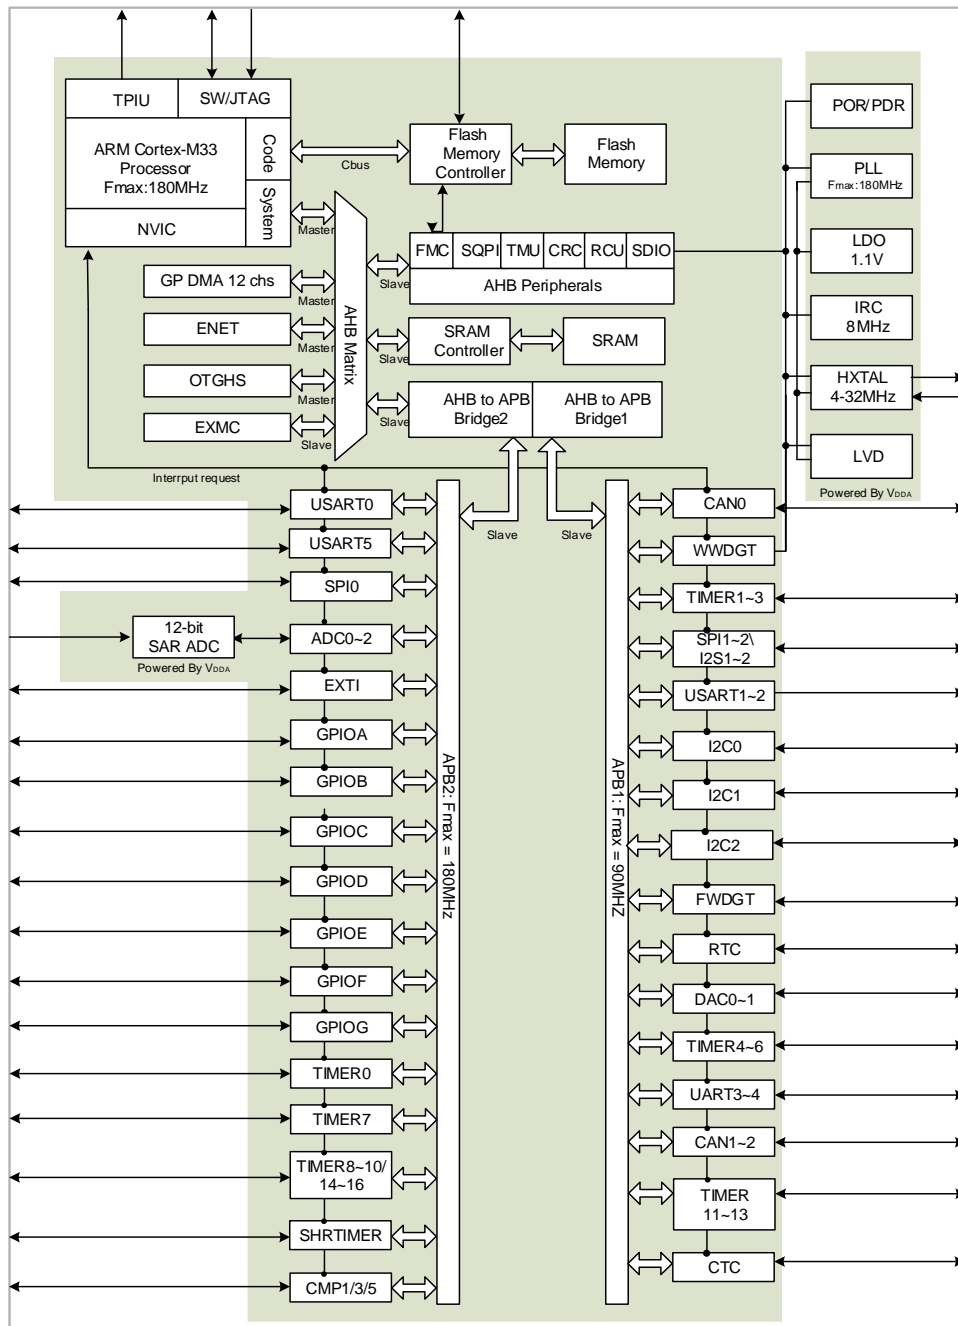 TPIU
SW/JTAG
ARM Cortex-M33
Processor
Fmax:180MHz
Code
System
NVIC
Cbus
Flash
Memory
Controller
Flash
Memory
POR/PDR
PLL
Fmax:180MHz
LDO
1.1V
IRC
8MHz
HXTAL
4-32MHz
LVD
Powered By VDDA
Master
GP DMA 12 chs
Master
ENET
Master
OTGHS
Master
EXMC
Slave
AHB Matrix
Slave
FMC
SQPI
TMU
CRC
RCU
SDIO
AHB Peripherals
Slave
SRAM
Controller
SRAM
Slave
AHB to APB
Bridge2
AHB to APB
Bridge1
Interrput request
Slave
Slave
USART0
USART5
SPI0
12-bit
SAR ADC
Powered By VDDA
ADC0~2
EXTI
GPIOA
GPIOB
GPIOC
GPIOD
GPIOE
GPIOF
GPIOG
TIMER0
TIMER7
TIMER8~10/
14~16
SHRTIMER
CMP1/3/5
APB2: Fmax = 180MHz
APB1: Fmax = 90MHZ
CAN0
WWDGT
TIMER1~3
SPI1~2\
I2S1~2
USART1~2
I2C0
I2C1
I2C2
FWDGT
RTC
DAC0~1
TIMER4~6
UART3~4
CAN1~2
TIMER
11~13
CTC